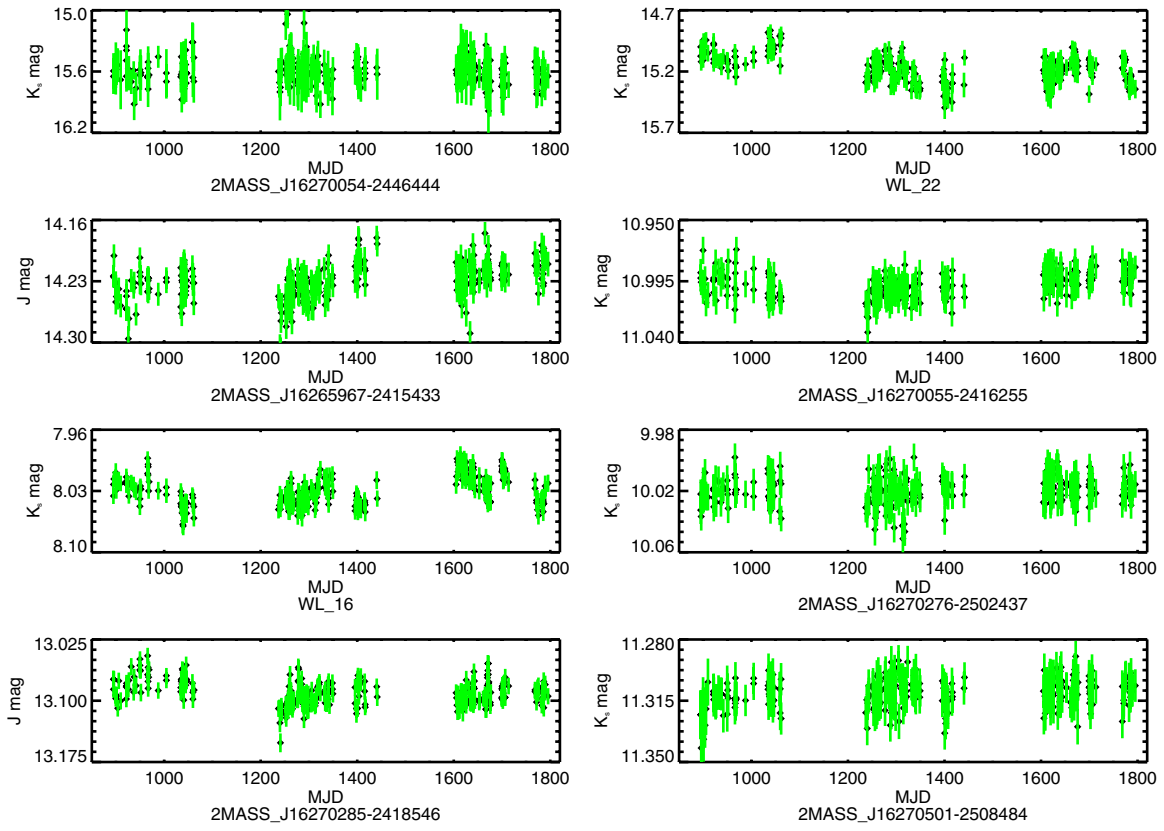 15.0
15.6
16.2
K_s mag
1000 1200 1400 1600 1800
MJD
2MASS_J16270054-2446444
14.7
15.2
15.7
K_s mag
1000 1200 1400 1600 1800
MJD
WL_22
14.16
14.23
14.30
J mag
1000 1200 1400 1600 1800
MJD
2MASS_J16265967-2415433
10.950
10.995
11.040
K_s mag
1000 1200 1400 1600 1800
MJD
2MASS_J16270055-2416255
7.96
8.03
8.10
K_s mag
1000 1200 1400 1600 1800
MJD
WL_16
9.98
10.02
10.06
K_s mag
1000 1200 1400 1600 1800
MJD
2MASS_J16270276-2502437
13.025
13.100
13.175
J mag
1000 1200 1400 1600 1800
MJD
2MASS_J16270285-2418546
11.280
11.315
11.350
K_s mag
1000 1200 1400 1600 1800
MJD
2MASS_J16270501-2508484